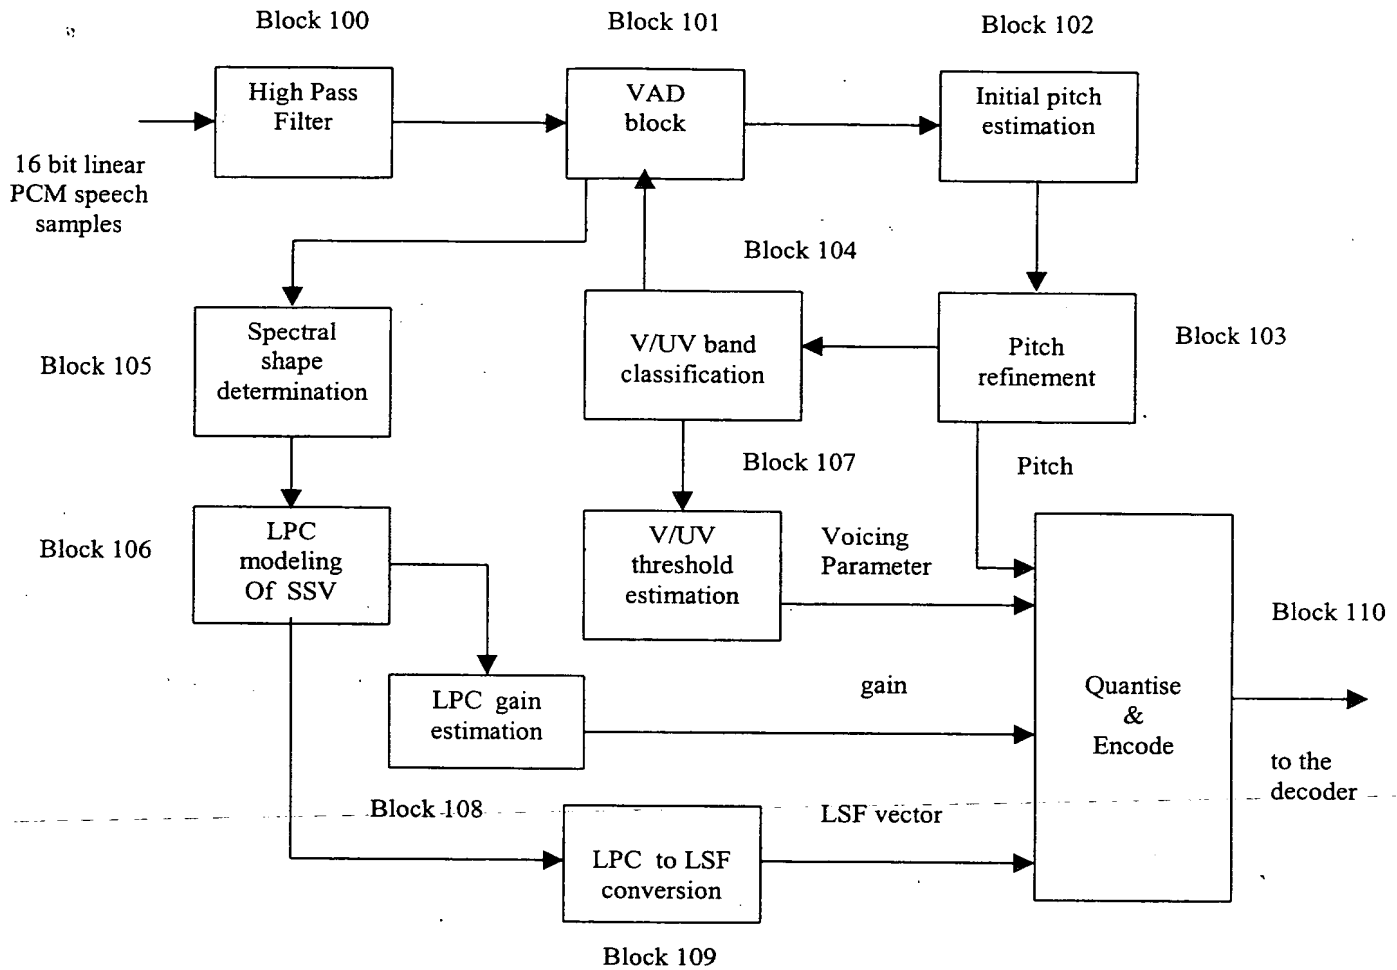 Block 100
Block 101
Block 102
High Pass
Filter
VAD
block
Initial pitch
estimation
16 bit linear
PCM speech
samples
Block 104
Spectral
shape
determination
V/UV band
classification
Pitch
refinement
Block 103
Block 105
Block 107
Pitch
LPC
modeling
Of SSV
Block 106
V/UV
threshold
estimation
Voicing
Parameter
Block 110
LPC gain
estimation
gain
Quantise
&
Encode
to the
decoder
Block 108
LSF vector
LPC to LSF
conversion
Block 109